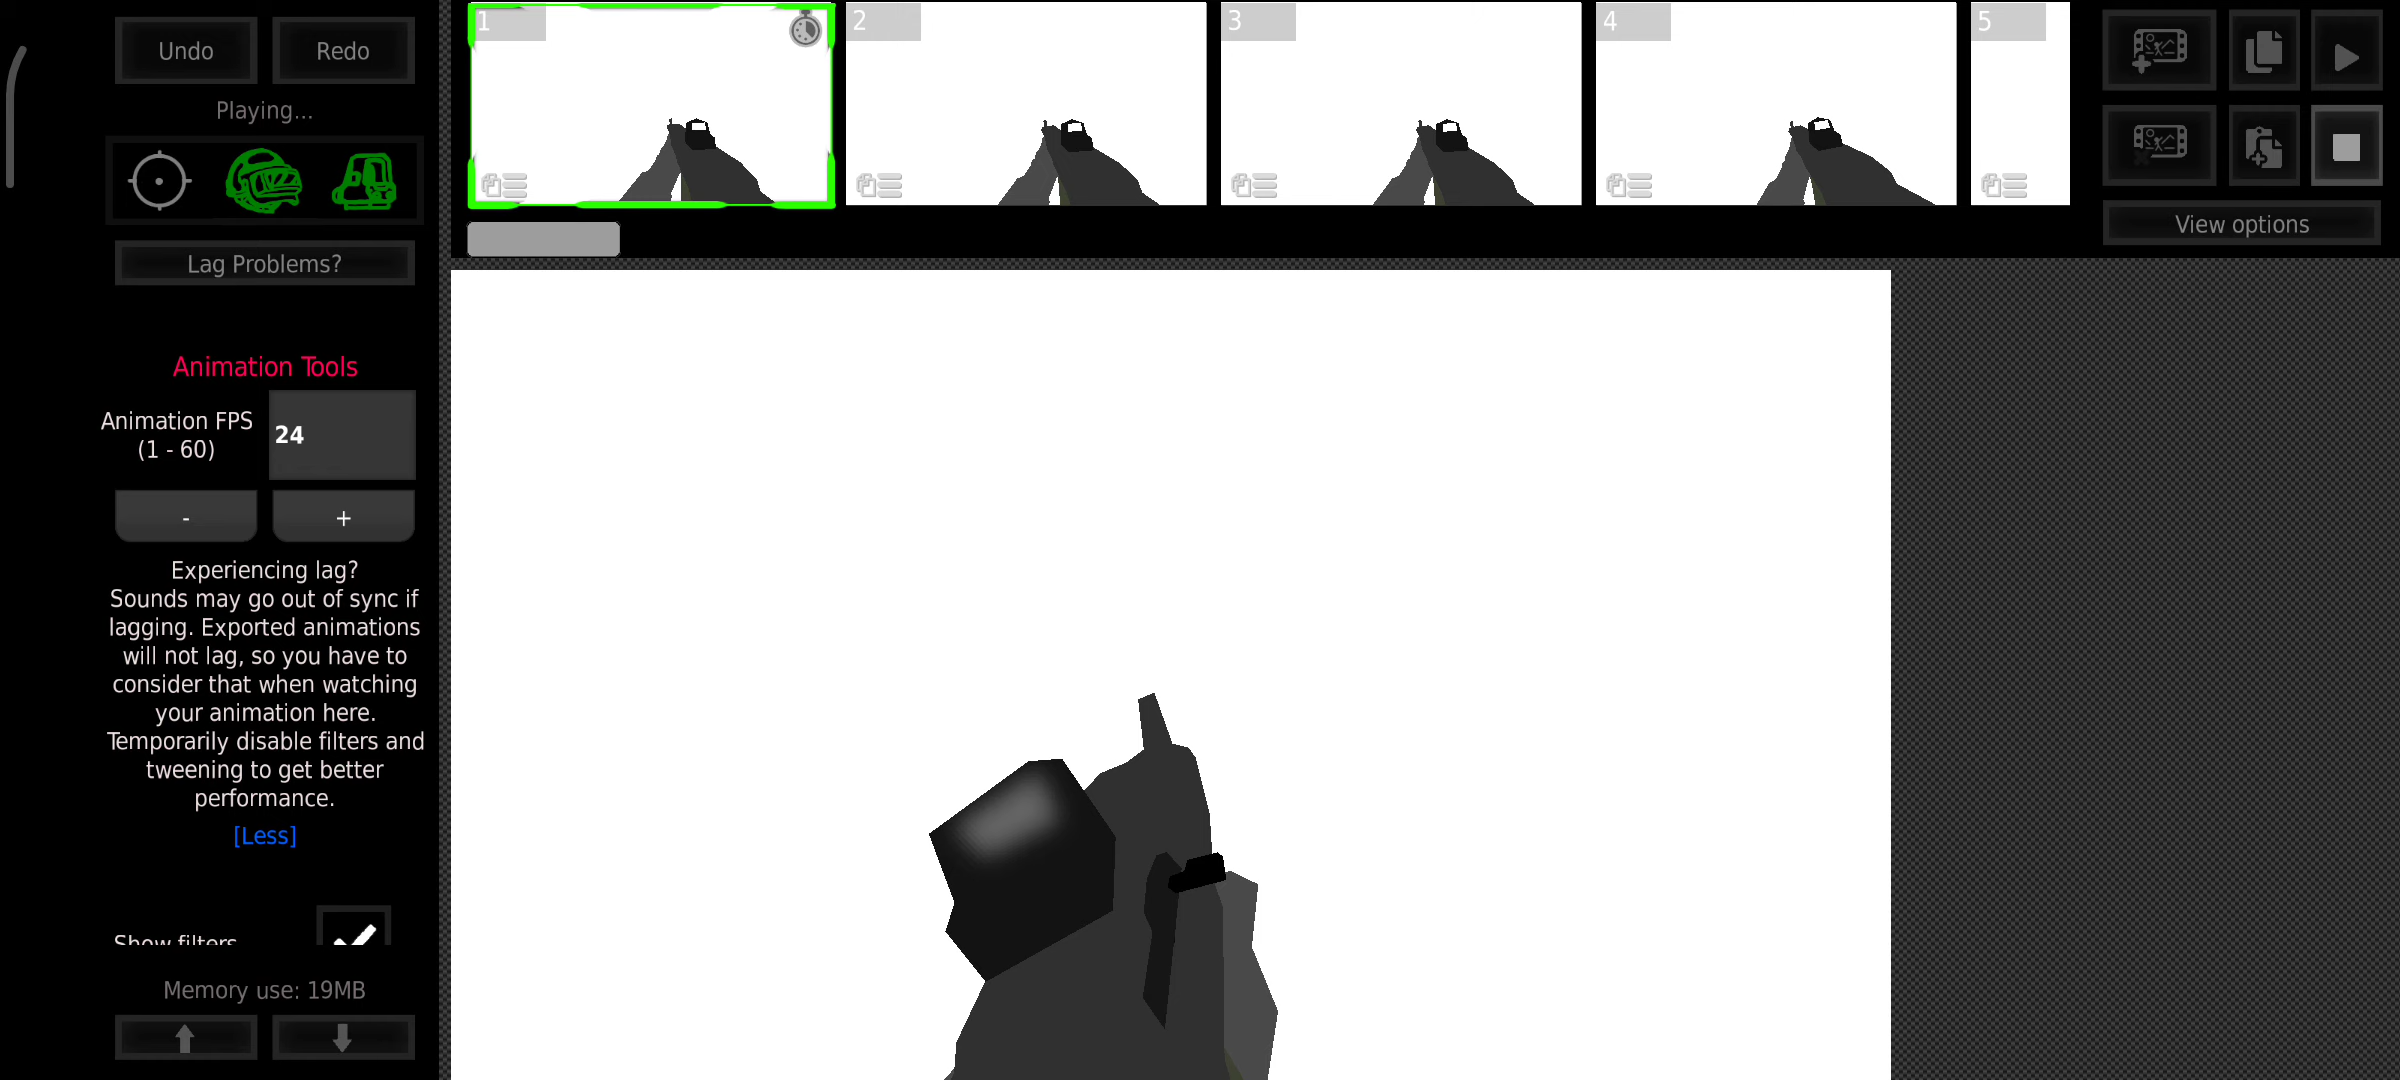 Undo
Redo
Playing...
Lag Problems?
Animation Tools
Animation FPS
(1 - 60)
24
-
+
Experiencing lag?
Sounds may go out of sync if
lagging. Exported animations
will not lag, so you have to
consider that when watching
your animation here.
Temporarily disable filters and
tweening to get better
performance.
[Less]
Show filters
Memory use: 19MB
1
2
3
4
5
View options